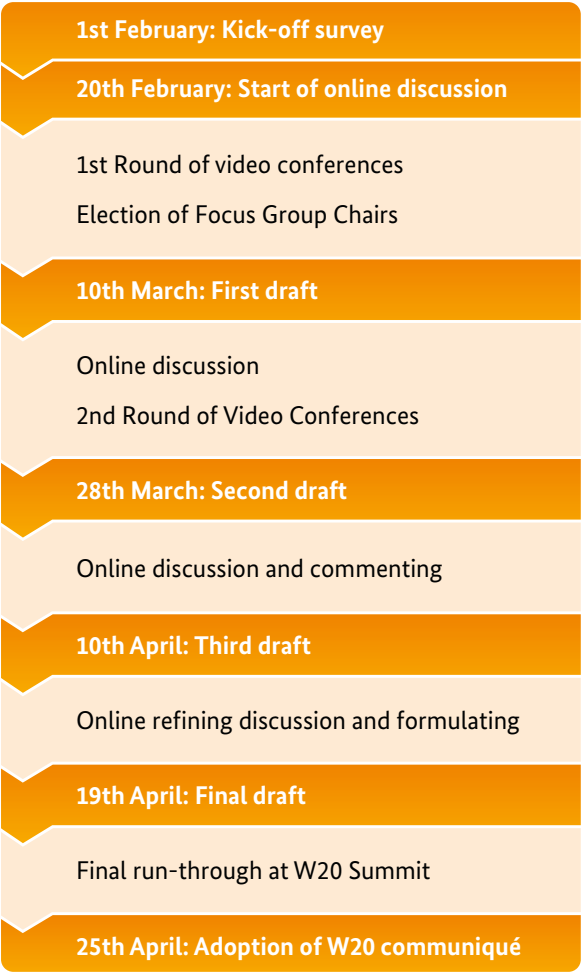 1st February: Kick-off survey
20th February: Start of online discussion
1st Round of video conferences
Election of Focus Group Chairs
10th March: First draft
Online discussion
2nd Round of Video Conferences
28th March: Second draft
Online discussion and commenting
10th April: Third draft
Online refining discussion and formulating
19th April: Final draft
Final run-through at W20 Summit
25th April: Adoption of W20 communiqué